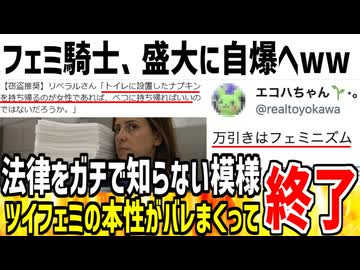 フェミ騎士、盛大に自爆へww
【窃盗推奨】リベラルさん「トイレに設置したナプキン
を持ち帰るのが女性であれば、べつに持ち帰ればいいの
ではないだろうか。」
エコハちゃん🌱·。
@realtoyokawa
万引きはフェミニズム
法律をガチで知らない模様
ツイフェミの本性がバレまくって
終了